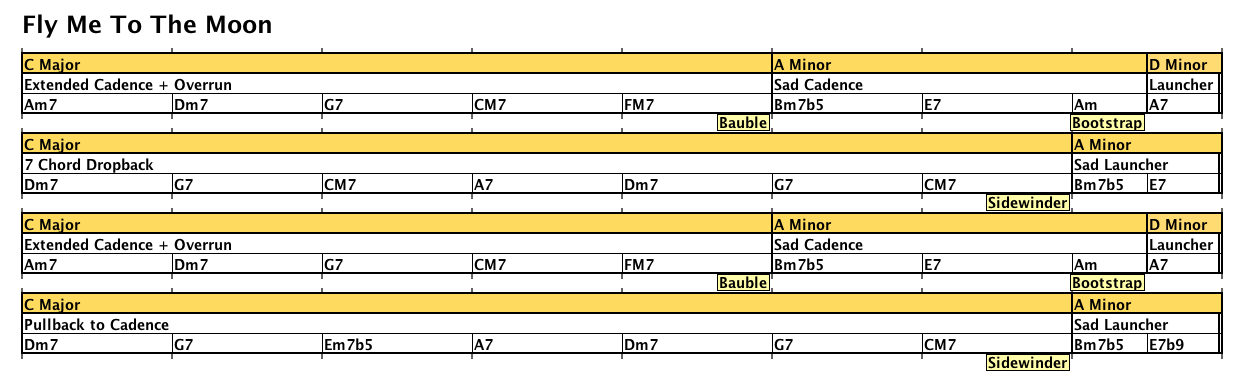 Fly Me To The Moon
C Major A Minor D Minor
Extended Cadence + Overrun Sad Cadence Launcher
Am7 Dm7 G7 CM7 FM7 Bm7b5 E7 Am A7
Bauble Bootstrap
C Major A Minor
7 Chord Dropback Sad Launcher
Dm7 G7 CM7 A7 Dm7 G7 CM7 Bm7b5 E7
Sidewinder
C Major A Minor D Minor
Extended Cadence + Overrun Sad Cadence Launcher
Am7 Dm7 G7 CM7 FM7 Bm7b5 E7 Am A7
Bauble Bootstrap
C Major A Minor
Pullback to Cadence Sad Launcher
Dm7 G7 Em7b5 A7 Dm7 G7 CM7 Bm7b5 E7b9
Sidewinder